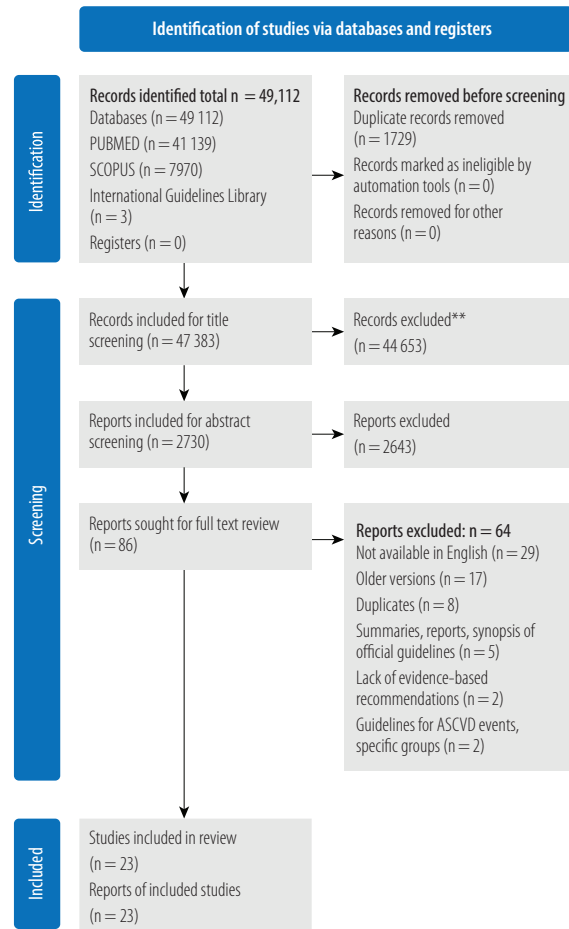 Identification of studies via databases and registers
Identification
Records identified total n = 49,112
Databases (n = 49 112)
PUBMED (n = 41 139)
SCOPUS (n = 7970)
International Guidelines Library
(n = 3)
Registers (n = 0)
Records removed before screening
Duplicate records removed
(n = 1729)
Records marked as ineligible by
automation tools (n = 0)
Records removed for other
reasons (n = 0)
Screening
Records included for title
screening (n = 47 383)
Records excluded**
(n = 44 653)
Reports included for abstract
screening (n = 2730)
Reports excluded
(n = 2643)
Reports sought for full text review
(n = 86)
Reports excluded: n = 64
Not available in English (n = 29)
Older versions (n = 17)
Duplicates (n = 8)
Summaries, reports, synopsis of
official guidelines (n = 5)
Lack of evidence-based
recommendations (n = 2)
Guidelines for ASCVD events,
specific groups (n = 2)
Included
Studies included in review
(n = 23)
Reports of included studies
(n = 23)